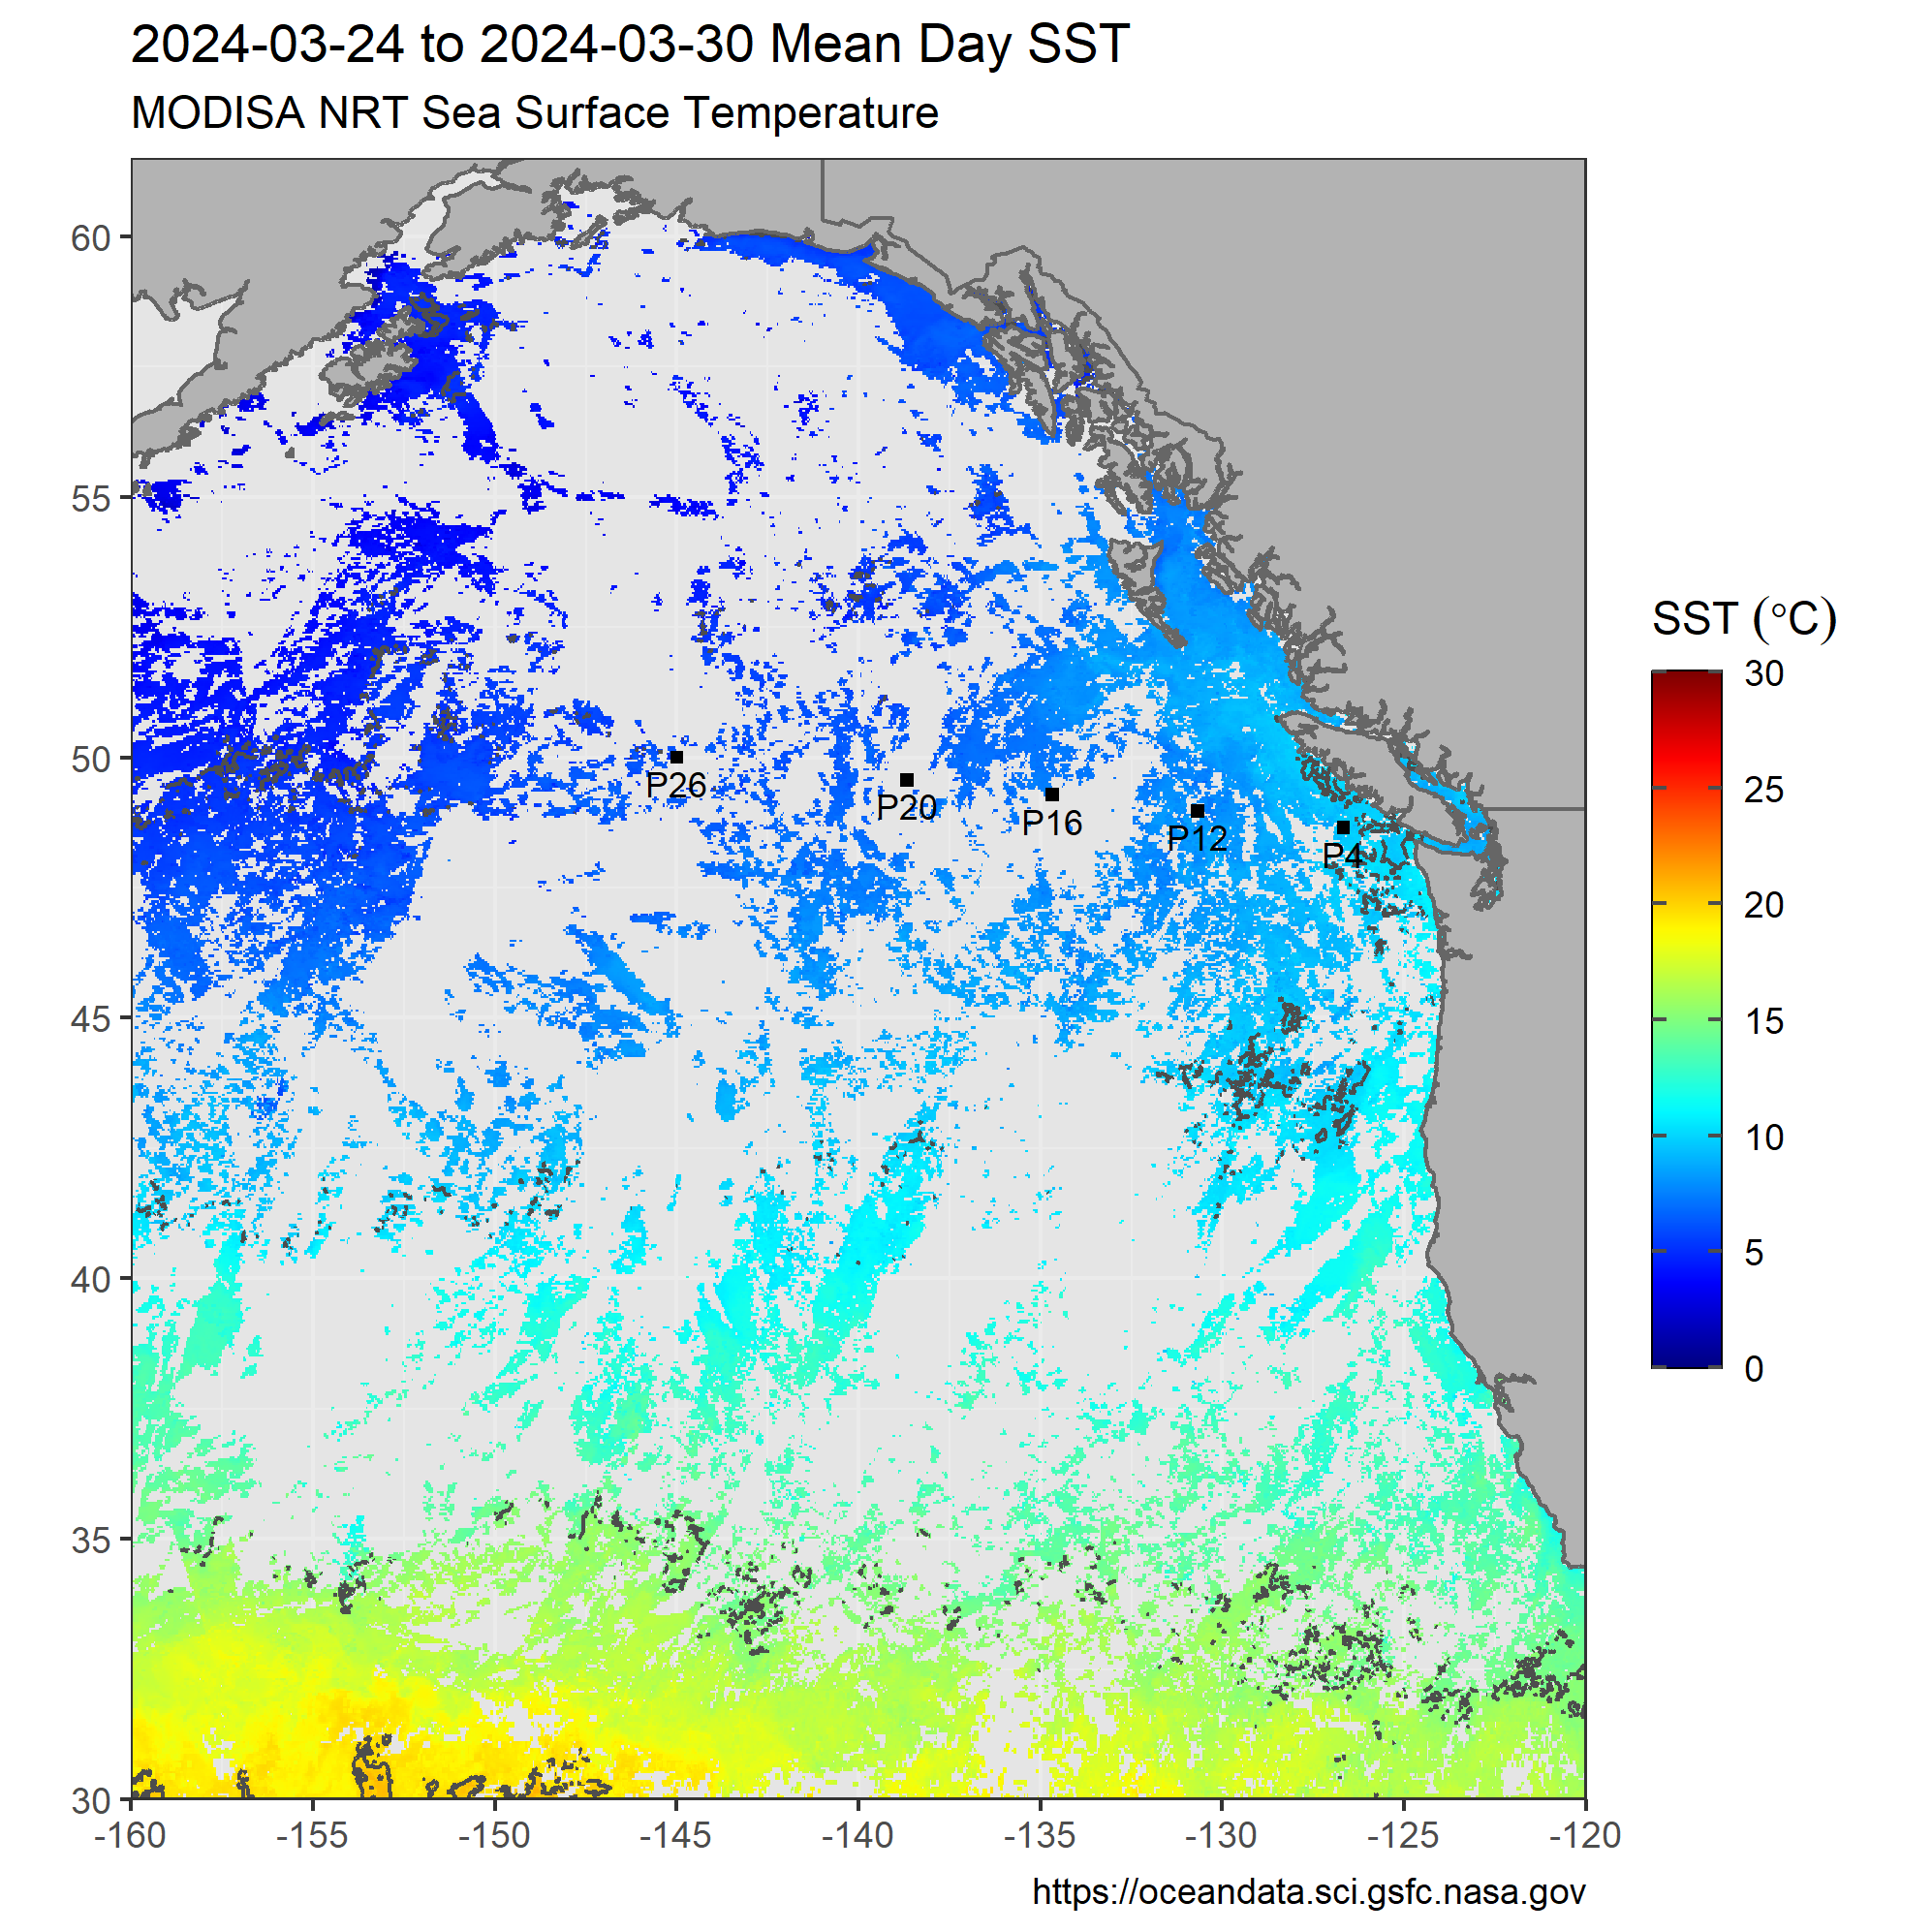 2024-03-24 to 2024-03-30 Mean Day SST
MODISA NRT Sea Surface Temperature
60
55
50
45
40
35
30
-160 -155 -150 -145 -140 -135 -130 -125 -120
P26
P20
P16
P12
P4
SST (°C)
30
25
20
15
10
5
0
https://oceandata.sci.gsfc.nasa.gov